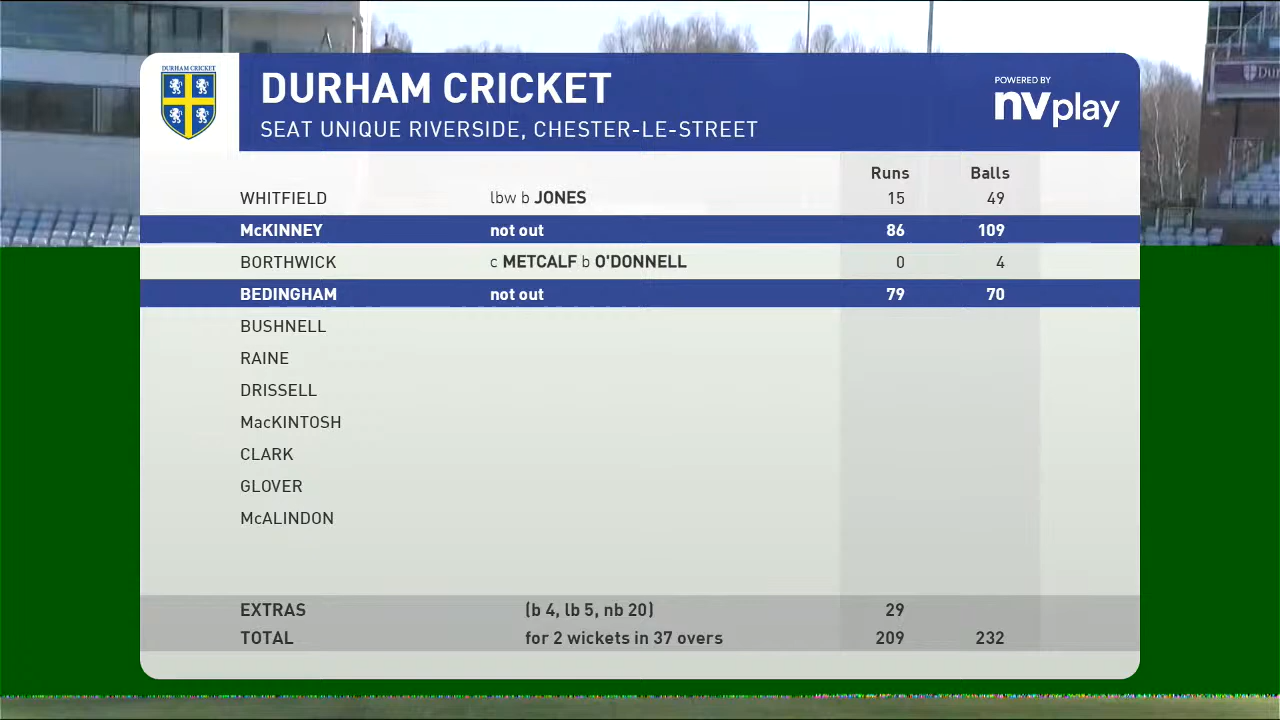 DURHAM CRICKET
DURHAM CRICKET
SEAT UNIQUE RIVERSIDE, CHESTER-LE-STREET
POWERED BY
nvplay
Runs Balls
WHITFIELD lbw b JONES 15 49
McKINNEY not out 86 109
BORTHWICK c METCALF b O'DONNELL 0 4
BEDINGHAM not out 79 70
BUSHNELL
RAINE
DRISSELL
MacKINTOSH
CLARK
GLOVER
McALINDON
EXTRAS (b 4, lb 5, nb 20) 29
TOTAL for 2 wickets in 37 overs 209 232